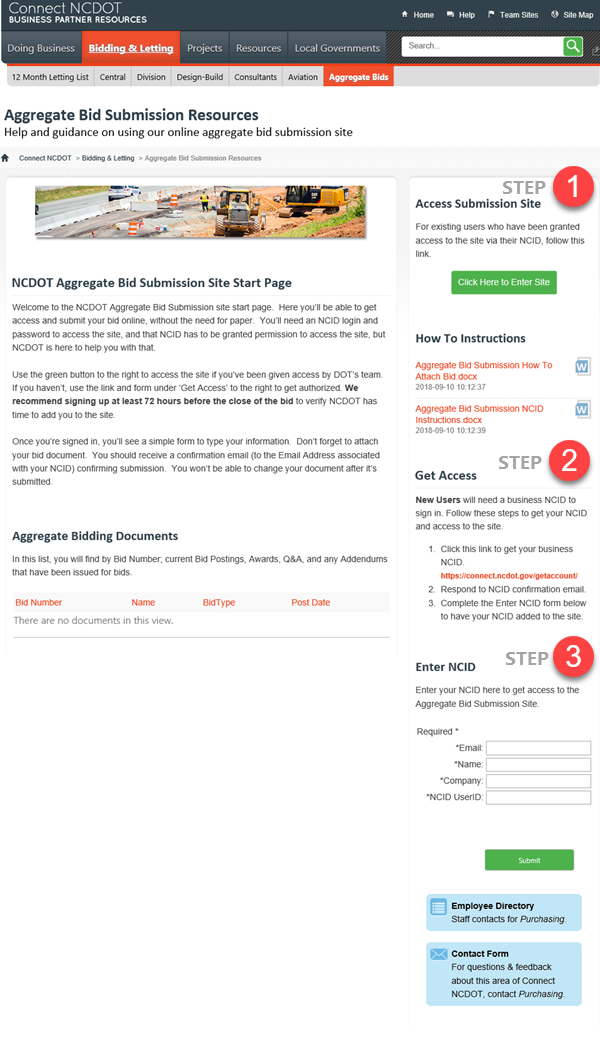 Connect NCDOT
BUSINESS PARTNER RESOURCES
Home
Help
Team Sites
Site Map
Doing Business
Bidding & Letting
Projects
Resources
Local Governments
Search...
12 Month Letting List
Central
Division
Design-Build
Consultants
Aviation
Aggregate Bids
Aggregate Bid Submission Resources
Help and guidance on using our online aggregate bid submission site
Connect NCDOT > Bidding & Letting > Aggregate Bid Submission Resources
NCDOT Aggregate Bid Submission Site Start Page
Welcome to the NCDOT Aggregate Bid Submission site start page. Here you'll be able to get
access and submit your bid online, without the need for paper. You'll need an NCID login and
password to access the site, and that NCID has to be granted permission to access the site, but
NCDOT is here to help you with that.
Use the green button to the right to access the site if you've been given access by DOT's team.
If you haven't, use the link and form under 'Get Access' to the right to get authorized. We
recommend signing up at least 72 hours before the close of the bid to verify NCDOT has
time to add you to the site.
Once you're signed in, you'll see a simple form to type your information. Don't forget to attach
your bid document. You should receive a confirmation email (to the Email Address associated
with your NCID) confirming submission. You won't be able to change your document after it's
submitted.
Aggregate Bidding Documents
In this list, you will find by Bid Number; current Bid Postings, Awards, Q&A, and any Addendums
that have been issued for bids.
Bid Number Name BidType Post Date
There are no documents in this view.
STEP 1
Access Submission Site
For existing users who have been granted
access to the site via their NCID, follow this
link.
Click Here to Enter Site
How To Instructions
Aggregate Bid Submission How To
Attach Bid.docx
2018-09-10 10:12:37
Aggregate Bid Submission NCID
Instructions.docx
2018-09-10 10:12:39
STEP 2
Get Access
New Users will need a business NCID to
sign in. Follow these steps to get your NCID
and access to the site.
1. Click this link to get your business
NCID.
https://connect.ncdot.gov/getaccount/
2. Respond to NCID confirmation email.
3. Complete the Enter NCID form below
to have your NCID added to the site.
STEP 3
Enter NCID
Enter your NCID here to get access to the
Aggregate Bid Submission Site.
Required *
*Email:
*Name:
*Company:
*NCID UserID:
Submit
Employee Directory
Staff contacts for Purchasing.
Contact Form
For questions & feedback
about this area of Connect
NCDOT, contact Purchasing.